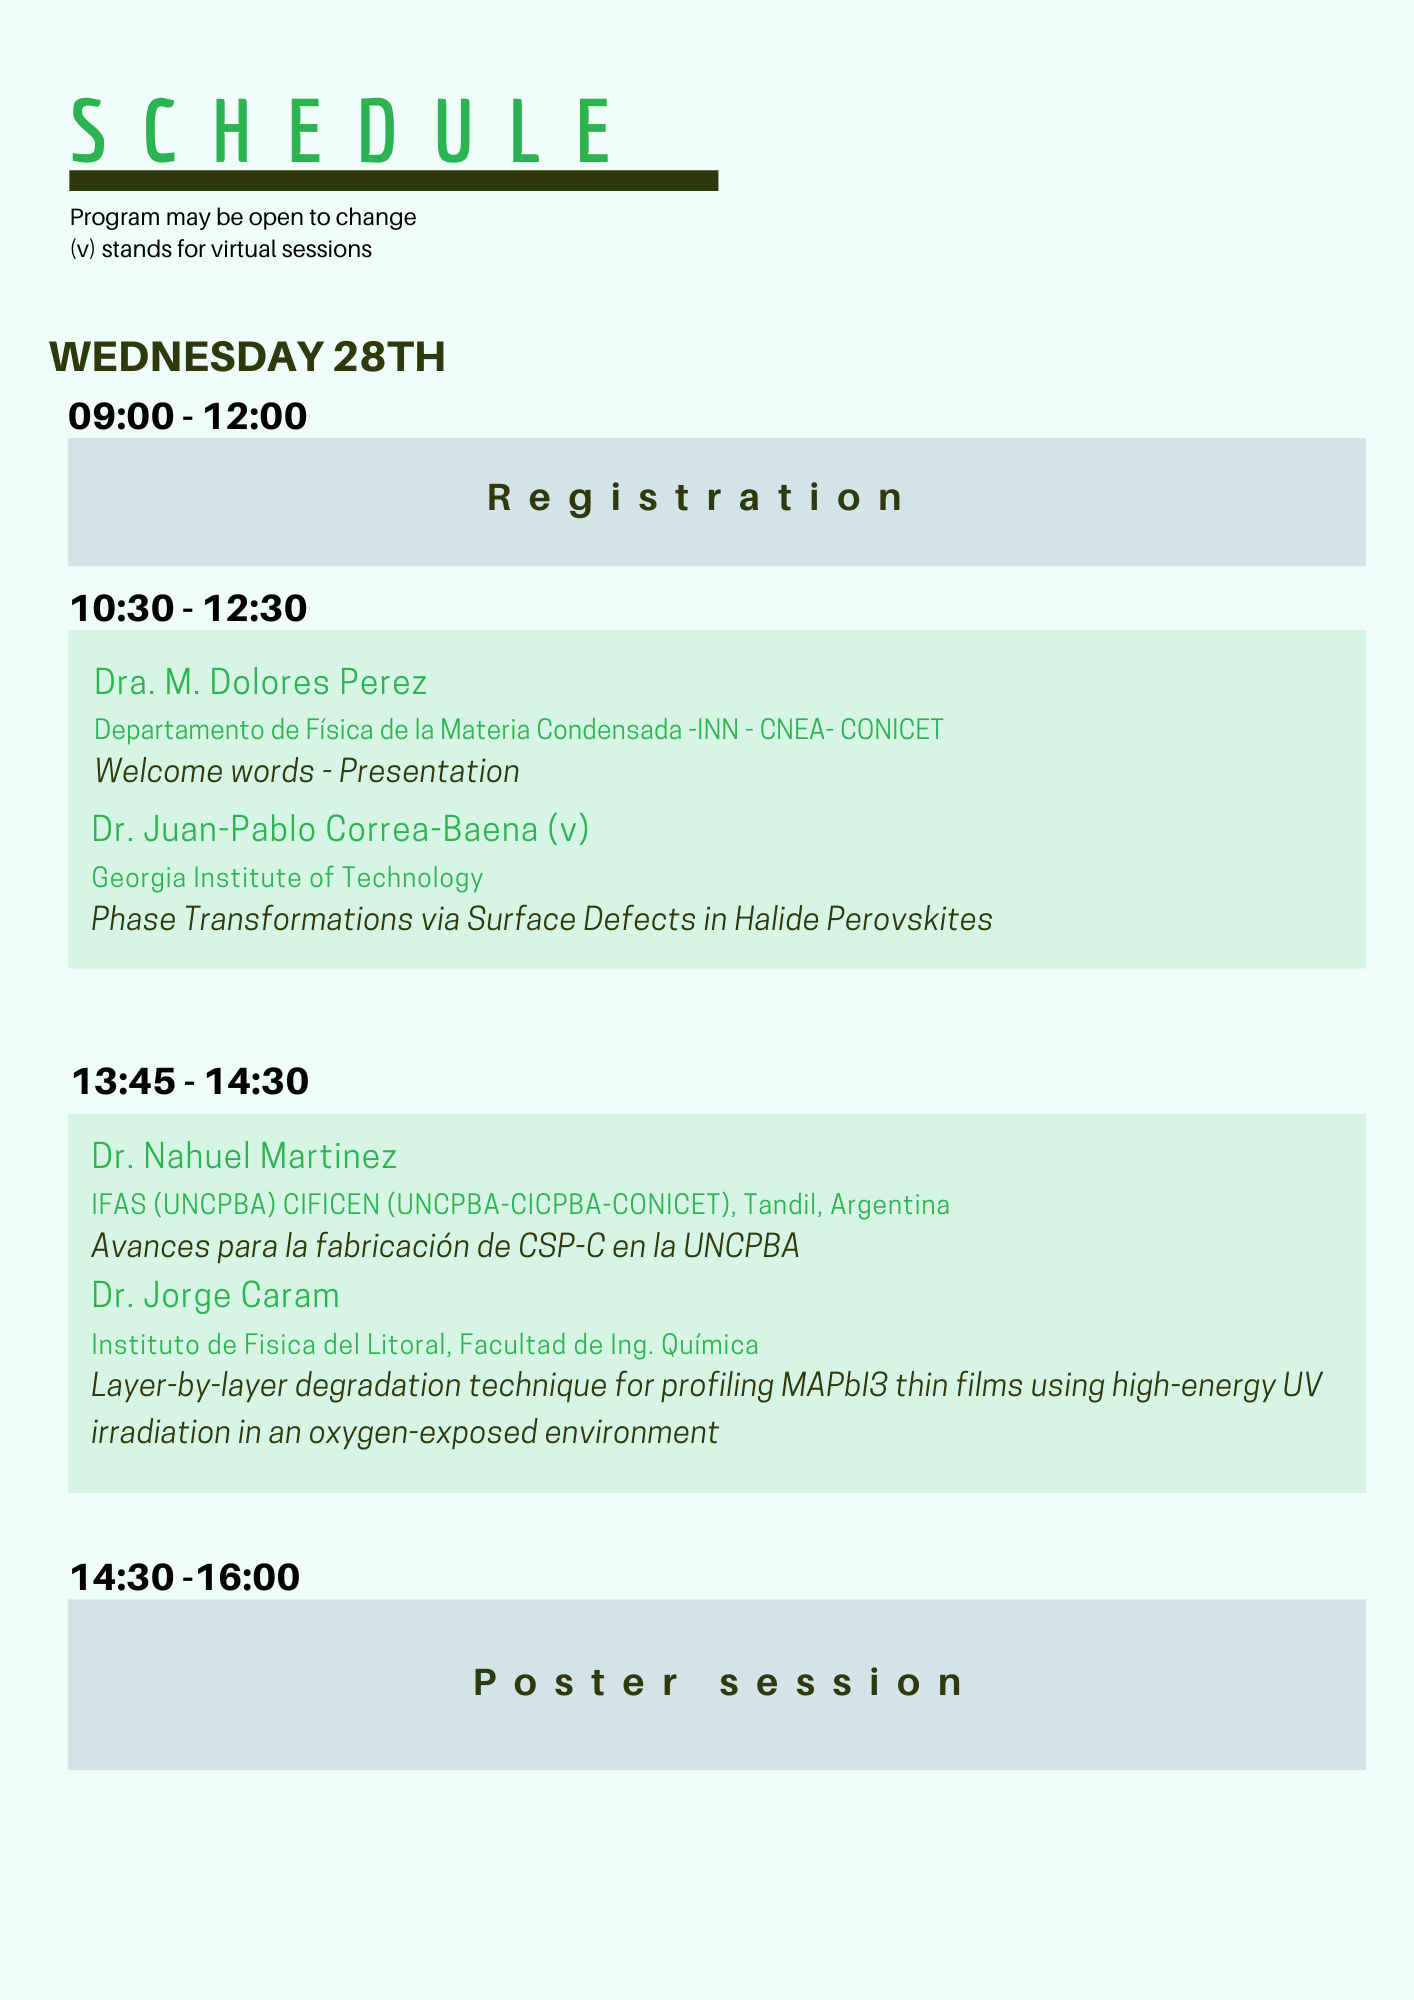 SCHEDULE
Program may be open to change
(v) stands for virtual sessions
WEDNESDAY 28TH
09:00 - 12:00
Registration
10:30 - 12:30
Dra. M. Dolores Perez
Departamento de Física de la Materia Condensada -INN - CNEA- CONICET
Welcome words - Presentation
Dr. Juan-Pablo Correa-Baena (v)
Georgia Institute of Technology
Phase Transformations via Surface Defects in Halide Perovskites
13:45 - 14:30
Dr. Nahuel Martinez
IFAS (UNCPBA) CIFICEN (UNCPBA-CICPBA-CONICET), Tandil, Argentina
Avances para la fabricación de CSP-C en la UNCPBA
Dr. Jorge Caram
Instituto de Fisica del Litoral, Facultad de Ing. Química
Layer-by-layer degradation technique for profiling MAPbI3 thin films using high-energy UV
irradiation in an oxygen-exposed environment
14:30 -16:00
Poster session